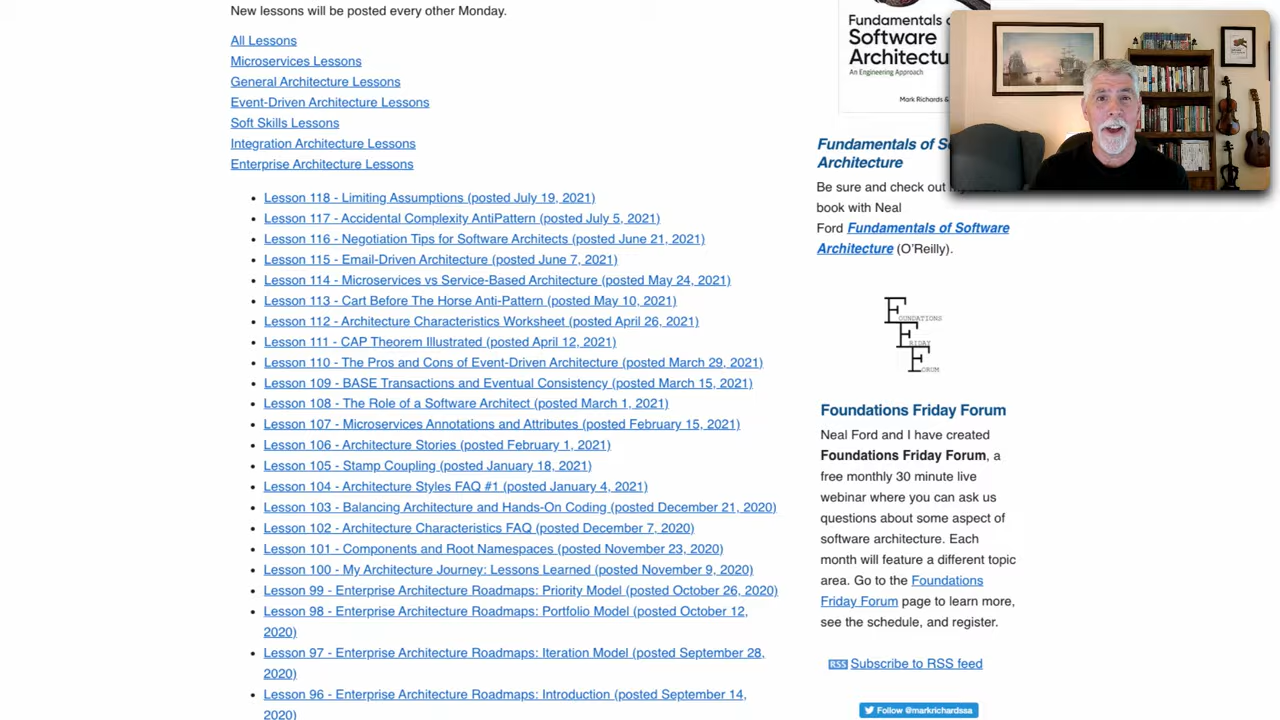 New lessons will be posted every other Monday.
All Lessons
Microservices Lessons
General Architecture Lessons
Event-Driven Architecture Lessons
Soft Skills Lessons
Integration Architecture Lessons
Enterprise Architecture Lessons
Lesson 118 - Limiting Assumptions (posted July 19, 2021)
Lesson 117 - Accidental Complexity AntiPattern (posted July 5, 2021)
Lesson 116 - Negotiation Tips for Software Architects (posted June 21, 2021)
Lesson 115 - Email-Driven Architecture (posted June 7, 2021)
Lesson 114 - Microservices vs Service-Based Architecture (posted May 24, 2021)
Lesson 113 - Cart Before The Horse Anti-Pattern (posted May 10, 2021)
Lesson 112 - Architecture Characteristics Worksheet (posted April 26, 2021)
Lesson 111 - CAP Theorem Illustrated (posted April 12, 2021)
Lesson 110 - The Pros and Cons of Event-Driven Architecture (posted March 29, 2021)
Lesson 109 - BASE Transactions and Eventual Consistency (posted March 15, 2021)
Lesson 108 - The Role of a Software Architect (posted March 1, 2021)
Lesson 107 - Microservices Annotations and Attributes (posted February 15, 2021)
Lesson 106 - Architecture Stories (posted February 1, 2021)
Lesson 105 - Stamp Coupling (posted January 18, 2021)
Lesson 104 - Architecture Styles FAQ #1 (posted January 4, 2021)
Lesson 103 - Balancing Architecture and Hands-On Coding (posted December 21, 2020)
Lesson 102 - Architecture Characteristics FAQ (posted December 7, 2020)
Lesson 101 - Components and Root Namespaces (posted November 23, 2020)
Lesson 100 - My Architecture Journey: Lessons Learned (posted November 9, 2020)
Lesson 99 - Enterprise Architecture Roadmaps: Priority Model (posted October 26, 2020)
Lesson 98 - Enterprise Architecture Roadmaps: Portfolio Model (posted October 12,
2020)
Lesson 97 - Enterprise Architecture Roadmaps: Iteration Model (posted September 28,
2020)
Lesson 96 - Enterprise Architecture Roadmaps: Introduction (posted September 14,
2020)
Fundamentals
Software
Architectu
An Engineering Approach
Mark Richards &
Fundamentals of
Architecture
Be sure and check out
book with Neal
Ford Fundamentals of Software
Architecture (O'Reilly).
FOUNDATIONS
FRIDAY
FORUM
Foundations Friday Forum
Neal Ford and I have created
Foundations Friday Forum, a
free monthly 30 minute live
webinar where you can ask us
questions about some aspect of
software architecture. Each
month will feature a different topic
area. Go to the Foundations
Friday Forum page to learn more,
see the schedule, and register.
RSS Subscribe to RSS feed
Follow @markrichardssa